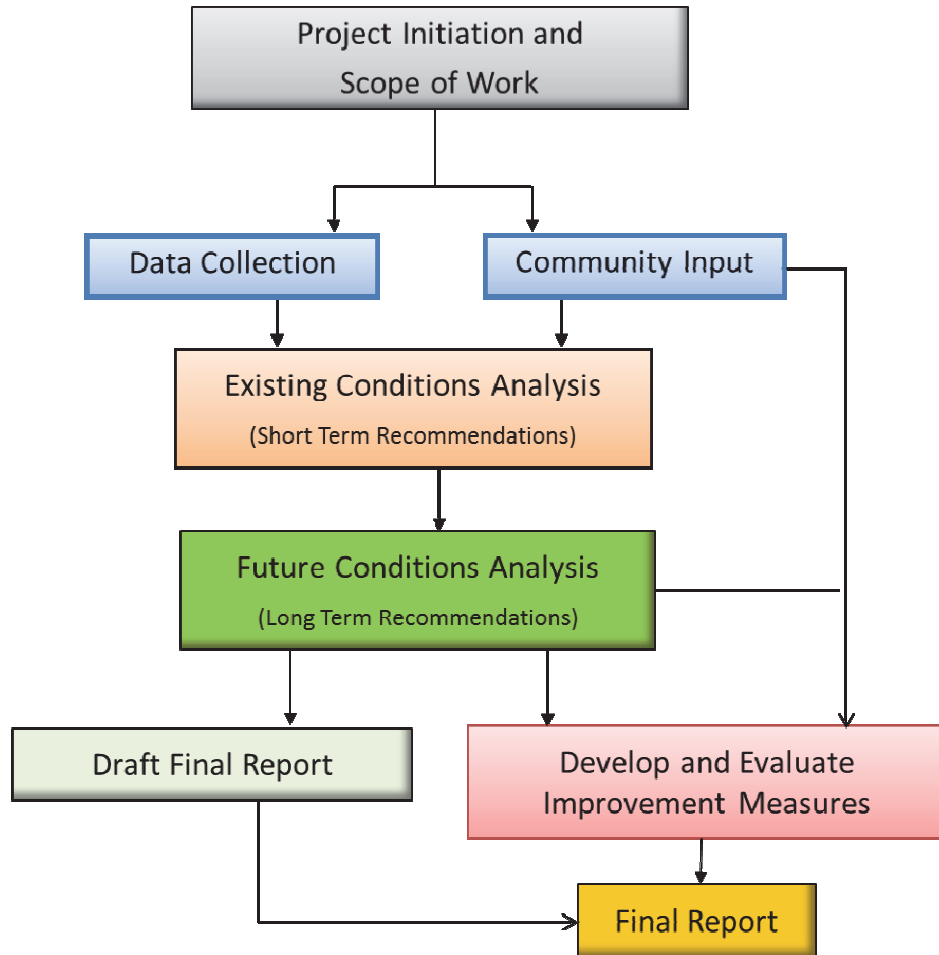 Project Initiation and
Scope of Work
Data Collection
Community Input
Existing Conditions Analysis
(Short Term Recommendations)
Future Conditions Analysis
(Long Term Recommendations)
Draft Final Report
Develop and Evaluate
Improvement Measures
Final Report